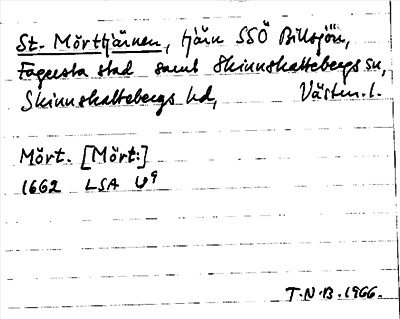 St. Mörttjärnen, tjärn SSÖ Billsjön,
Fagersta stad samt Skinnskattebergs sn,
Skinnskattebergs hd, Västm. l.
Mört. [Mört:]
1662 LSA U⁹
T.N.B. 1966.